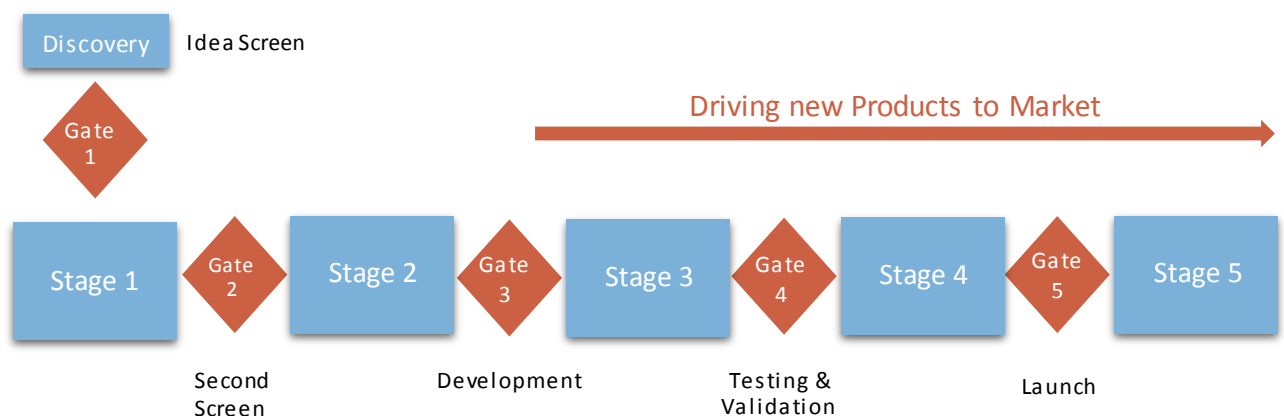 Discovery
Idea Screen
Gate
1
Driving new Products to Market
Stage 1
Gate
2
Stage 2
Gate
3
Stage 3
Gate
4
Stage 4
Gate
5
Stage 5
Second
Screen
Development
Testing &
Validation
Launch